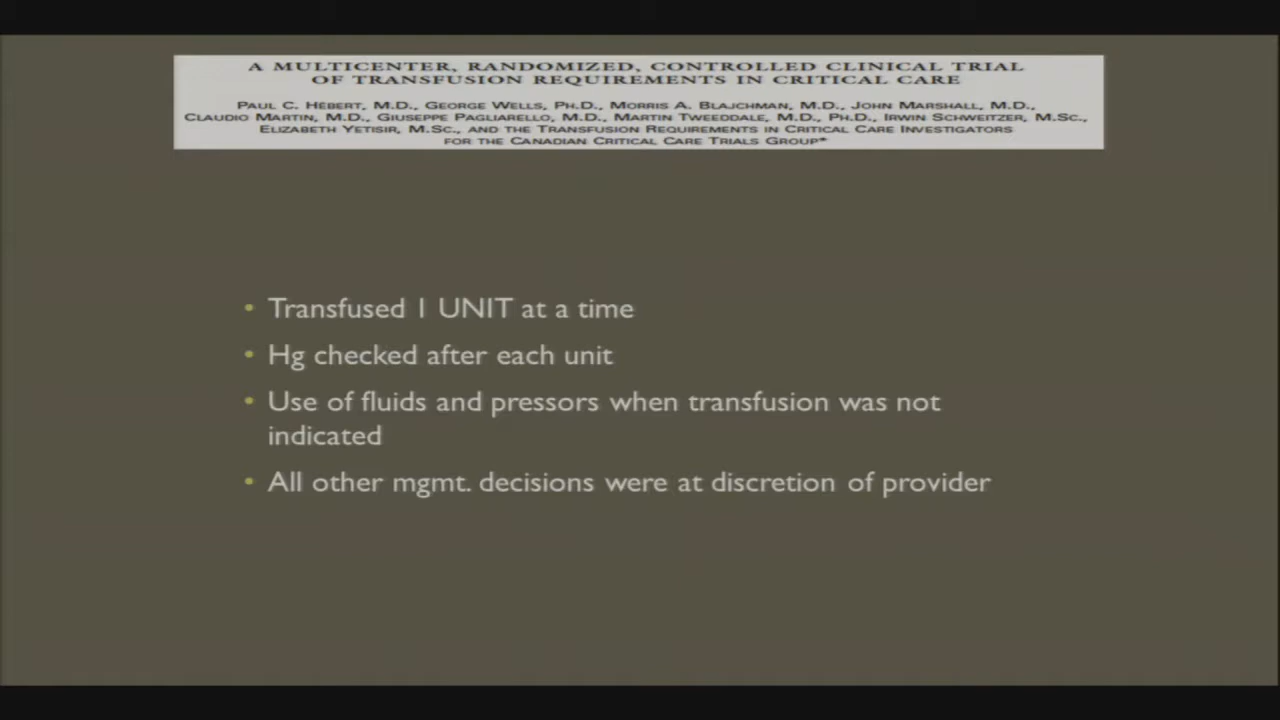 A MULTICENTER, RANDOMIZED, CONTROLLED CLINICAL TRIAL
OF TRANSFUSION REQUIREMENTS IN CRITICAL CARE
PAUL C. HÉBERT, M.D., GEORGE WELLS, PH.D., MORRIS A. BLAJCHMAN, M.D., JOHN MARSHALL, M.D.,
CLAUDIO MARTIN, M.D., GIUSEPPE PAGLIARELLO, M.D., MARTIN TWEEDDALE, M.D., PH.D., IRWIN SCHWEITZER, M.SC.,
ELIZABETH YETISIR, M.SC., AND THE TRANSFUSION REQUIREMENTS IN CRITICAL CARE INVESTIGATORS
FOR THE CANADIAN CRITICAL CARE TRIALS GROUP*
• Transfused 1 UNIT at a time
• Hg checked after each unit
• Use of fluids and pressors when transfusion was not
indicated
• All other mgmt. decisions were at discretion of provider